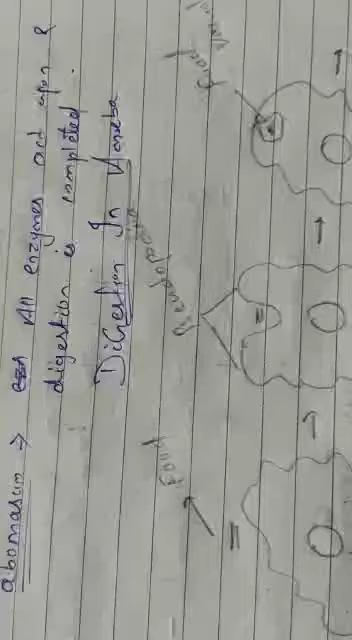 abomasum → All enzymes act upon &
digestion is completed.
Digestion In Amoeba
Food
Pseudopodia
Food
Vacuole